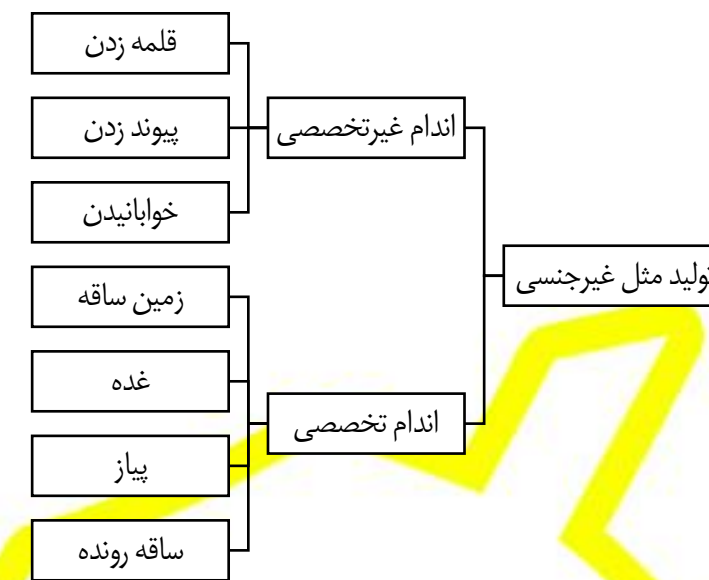 تولید مثل غیرجنسی
اندام غیرتخصصی
قلمه زدن
پیوند زدن
خوابانیدن
اندام تخصصی
زمین ساقه
غده
پیاز
ساقه رونده